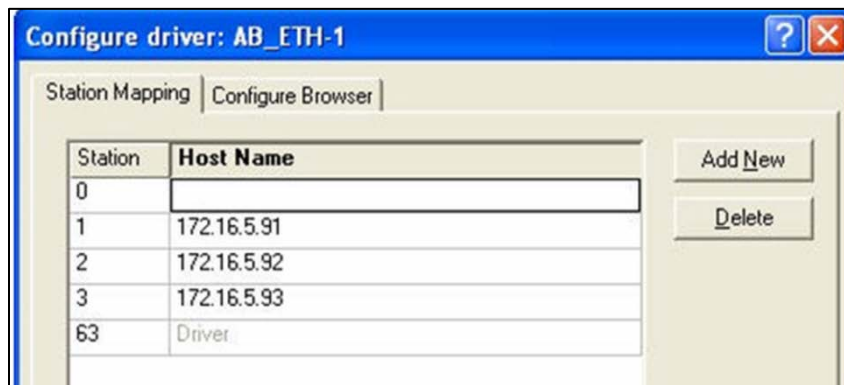 Configure driver: AB_ETH-1
Station Mapping Configure Browser
Station Host Name
0
1 172.16.5.91
2 172.16.5.92
3 172.16.5.93
63 Driver
Add New
Delete